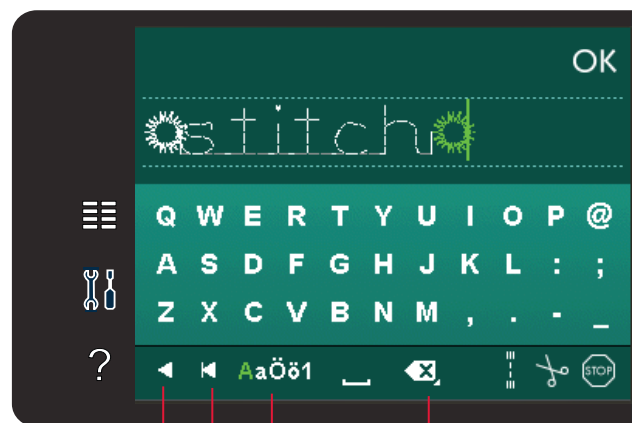 OK
stitch
Q W E R T Y U I O P @
A S D F G H J K L : ;
Z X C V B N M , . - _
? AaÖö1 STOP